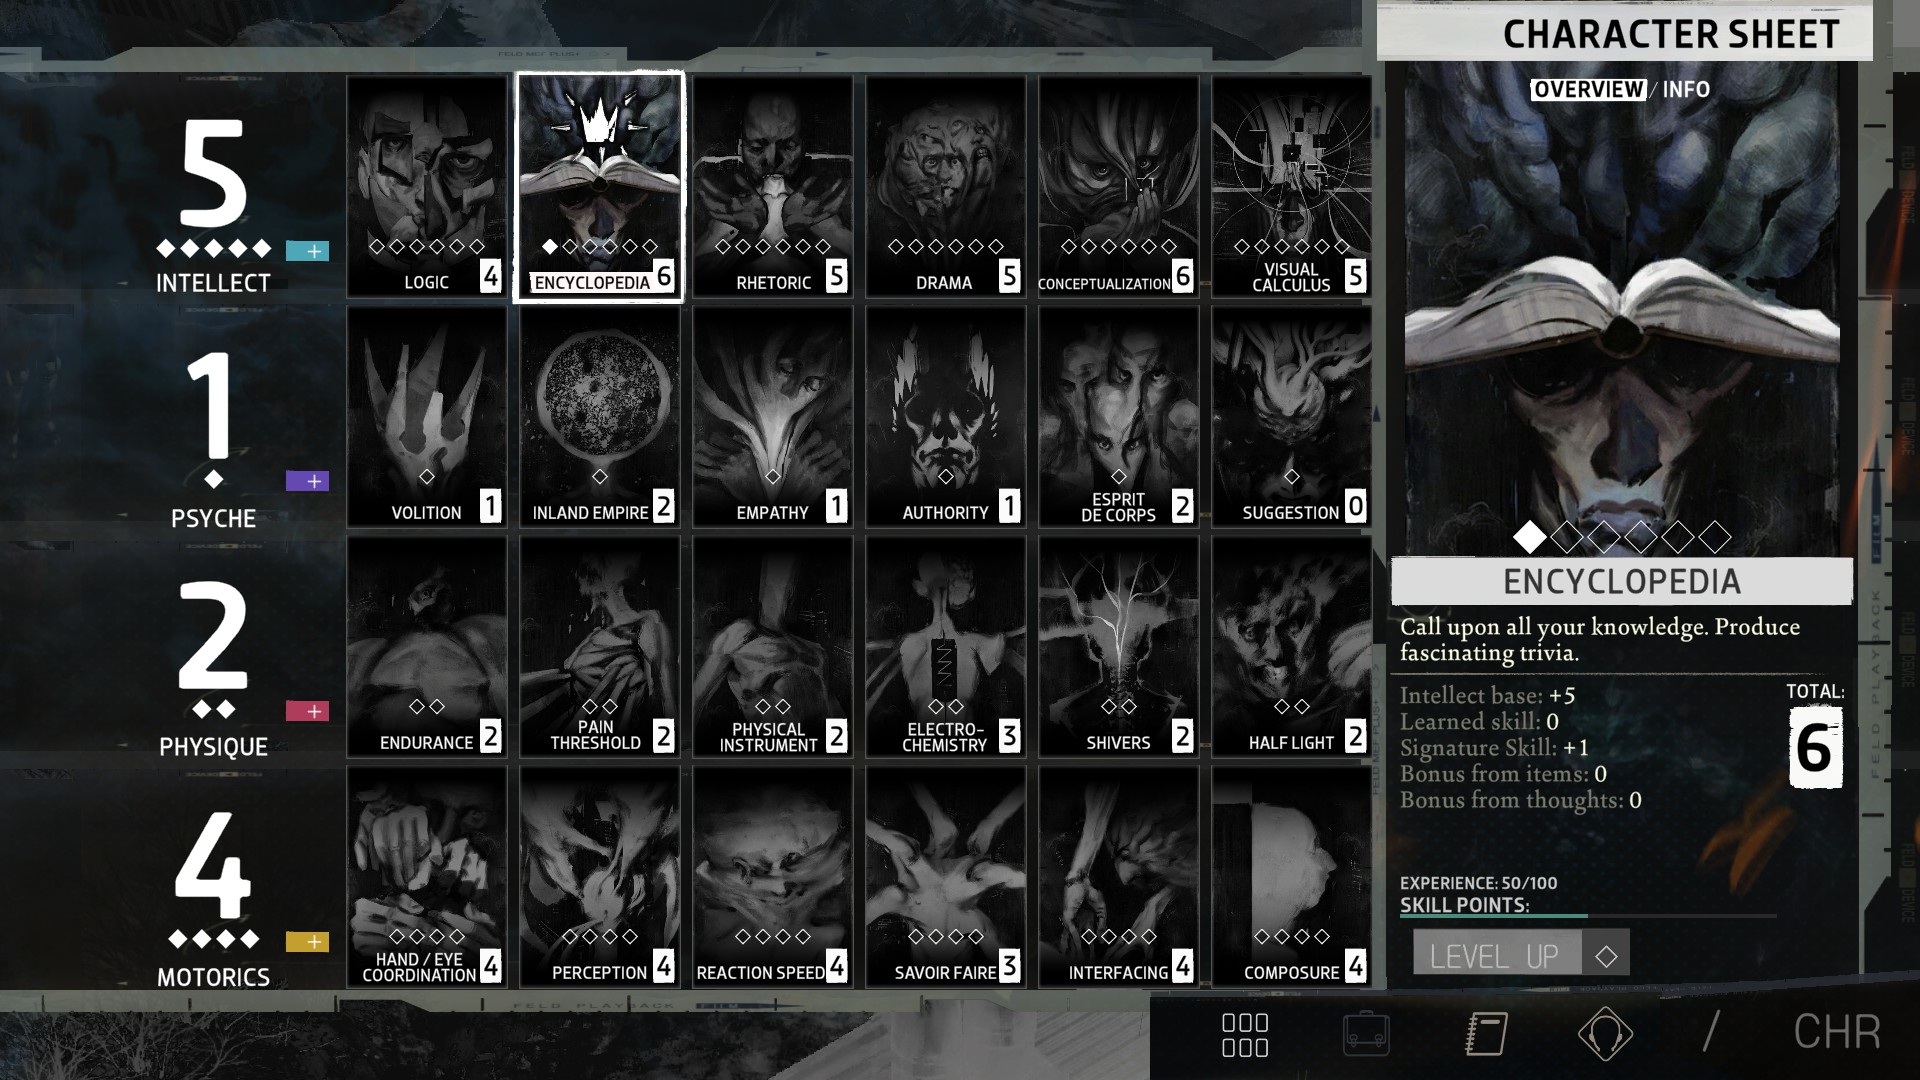 CHARACTER SHEET
OVERVIEW / INFO
5
INTELLECT
+
LOGIC 4
ENCYCLOPEDIA 6
RHETORIC 5
DRAMA 5
CONCEPTUALIZATION 6
VISUAL
CALCULUS 5
1
PSYCHE
+
VOLITION 1
INLAND EMPIRE 2
EMPATHY 1
AUTHORITY 1
ESPRIT
DE CORPS 2
SUGGESTION 0
2
PHYSIQUE
+
ENDURANCE 2
PAIN
THRESHOLD 2
PHYSICAL
INSTRUMENT 2
ELECTRO-
CHEMISTRY 3
SHIVERS 2
HALF LIGHT 2
4
MOTORICS
+
HAND / EYE
COORDINATION 4
PERCEPTION 4
REACTION SPEED 4
SAVOIR FAIRE 3
INTERFACING 4
COMPOSURE 4
ENCYCLOPEDIA
Call upon all your knowledge. Produce
fascinating trivia.
Intellect base: +5
Learned skill: 0
Signature Skill: +1
Bonus from items: 0
Bonus from thoughts: 0
TOTAL:
6
EXPERIENCE: 50/100
SKILL POINTS:
LEVEL UP
FELD PLAYBACK FILM
/ CHR